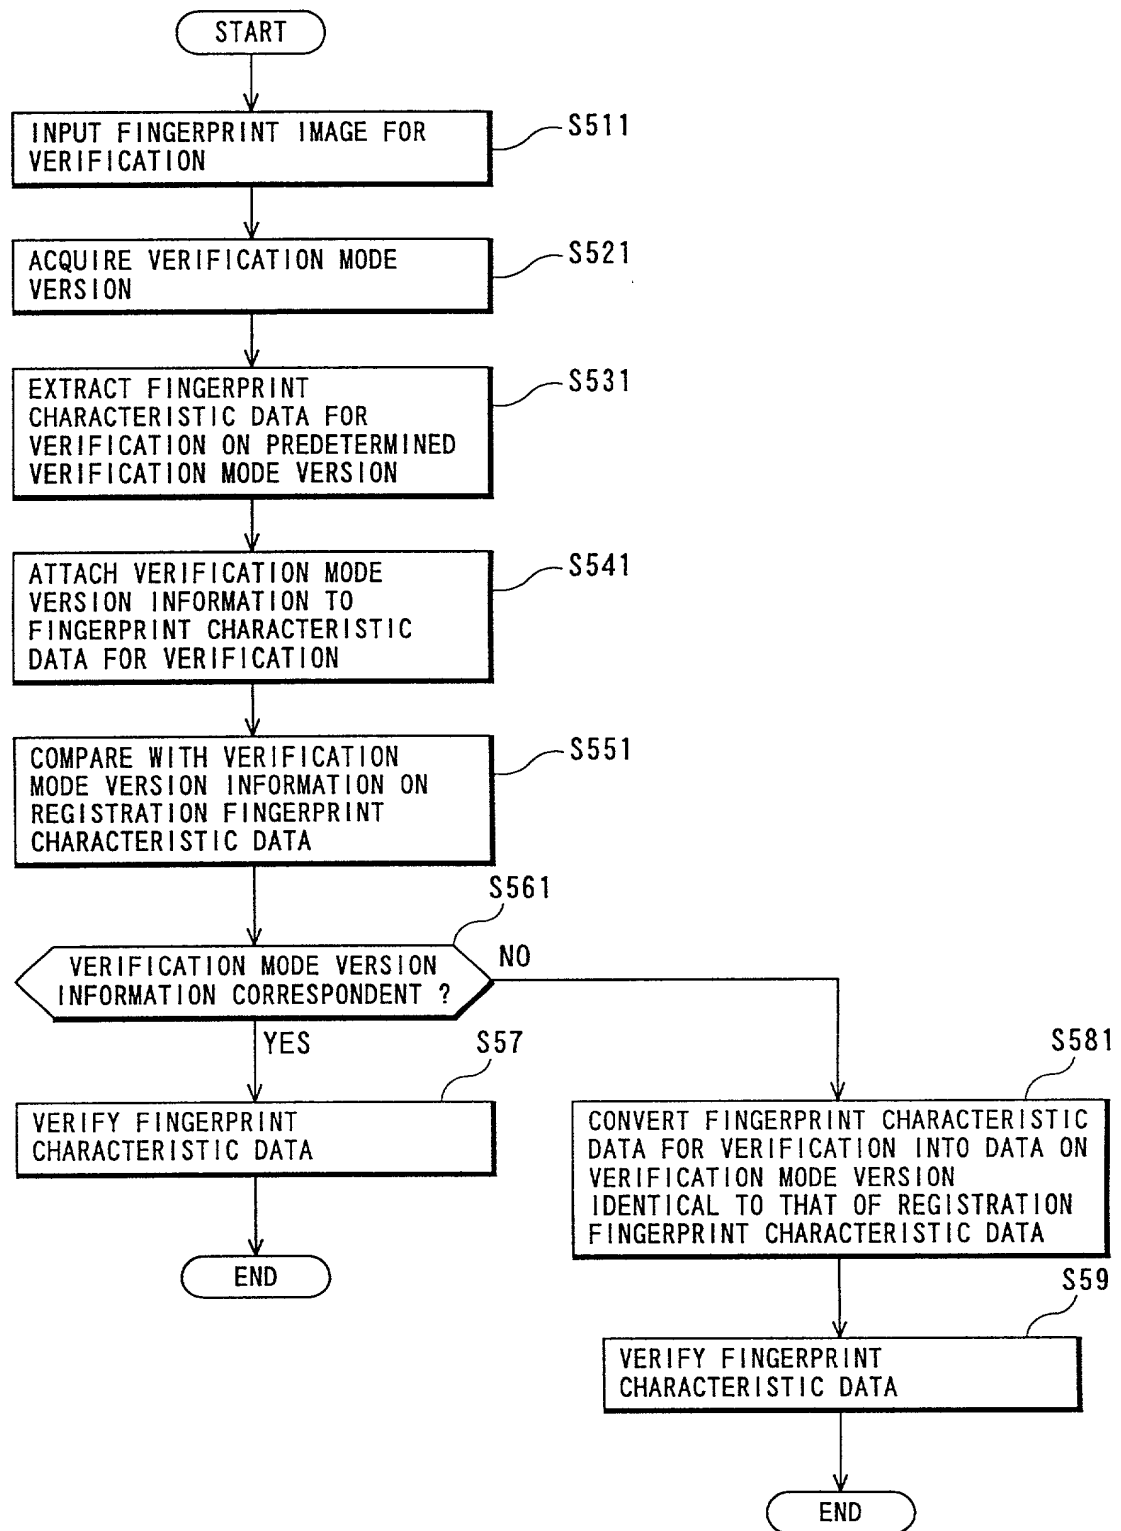 START
INPUT FINGERPRINT IMAGE FOR
VERIFICATION
S511
ACQUIRE VERIFICATION MODE
VERSION
S521
EXTRACT FINGERPRINT
CHARACTERISTIC DATA FOR
VERIFICATION ON PREDETERMINED
VERIFICATION MODE VERSION
S531
ATTACH VERIFICATION MODE
VERSION INFORMATION TO
FINGERPRINT CHARACTERISTIC
DATA FOR VERIFICATION
S541
COMPARE WITH VERIFICATION
MODE VERSION INFORMATION ON
REGISTRATION FINGERPRINT
CHARACTERISTIC DATA
S551
S561
VERIFICATION MODE VERSION
INFORMATION CORRESPONDENT ?
NO
YES
S57
VERIFY FINGERPRINT
CHARACTERISTIC DATA
END
S581
CONVERT FINGERPRINT CHARACTERISTIC
DATA FOR VERIFICATION INTO DATA ON
VERIFICATION MODE VERSION
IDENTICAL TO THAT OF REGISTRATION
FINGERPRINT CHARACTERISTIC DATA
S59
VERIFY FINGERPRINT
CHARACTERISTIC DATA
END